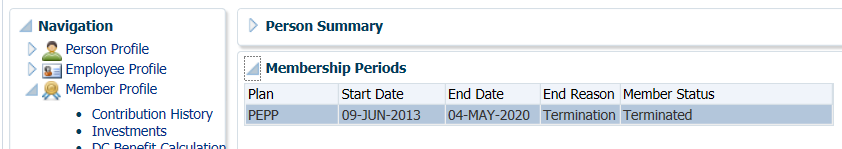 Navigation
Person Profile
Employee Profile
Member Profile
Contribution History
Investments
DC Benefit Calculation
Person Summary
Membership Periods
Plan Start Date End Date End Reason Member Status
PEPP 09-JUN-2013 04-MAY-2020 Termination Terminated